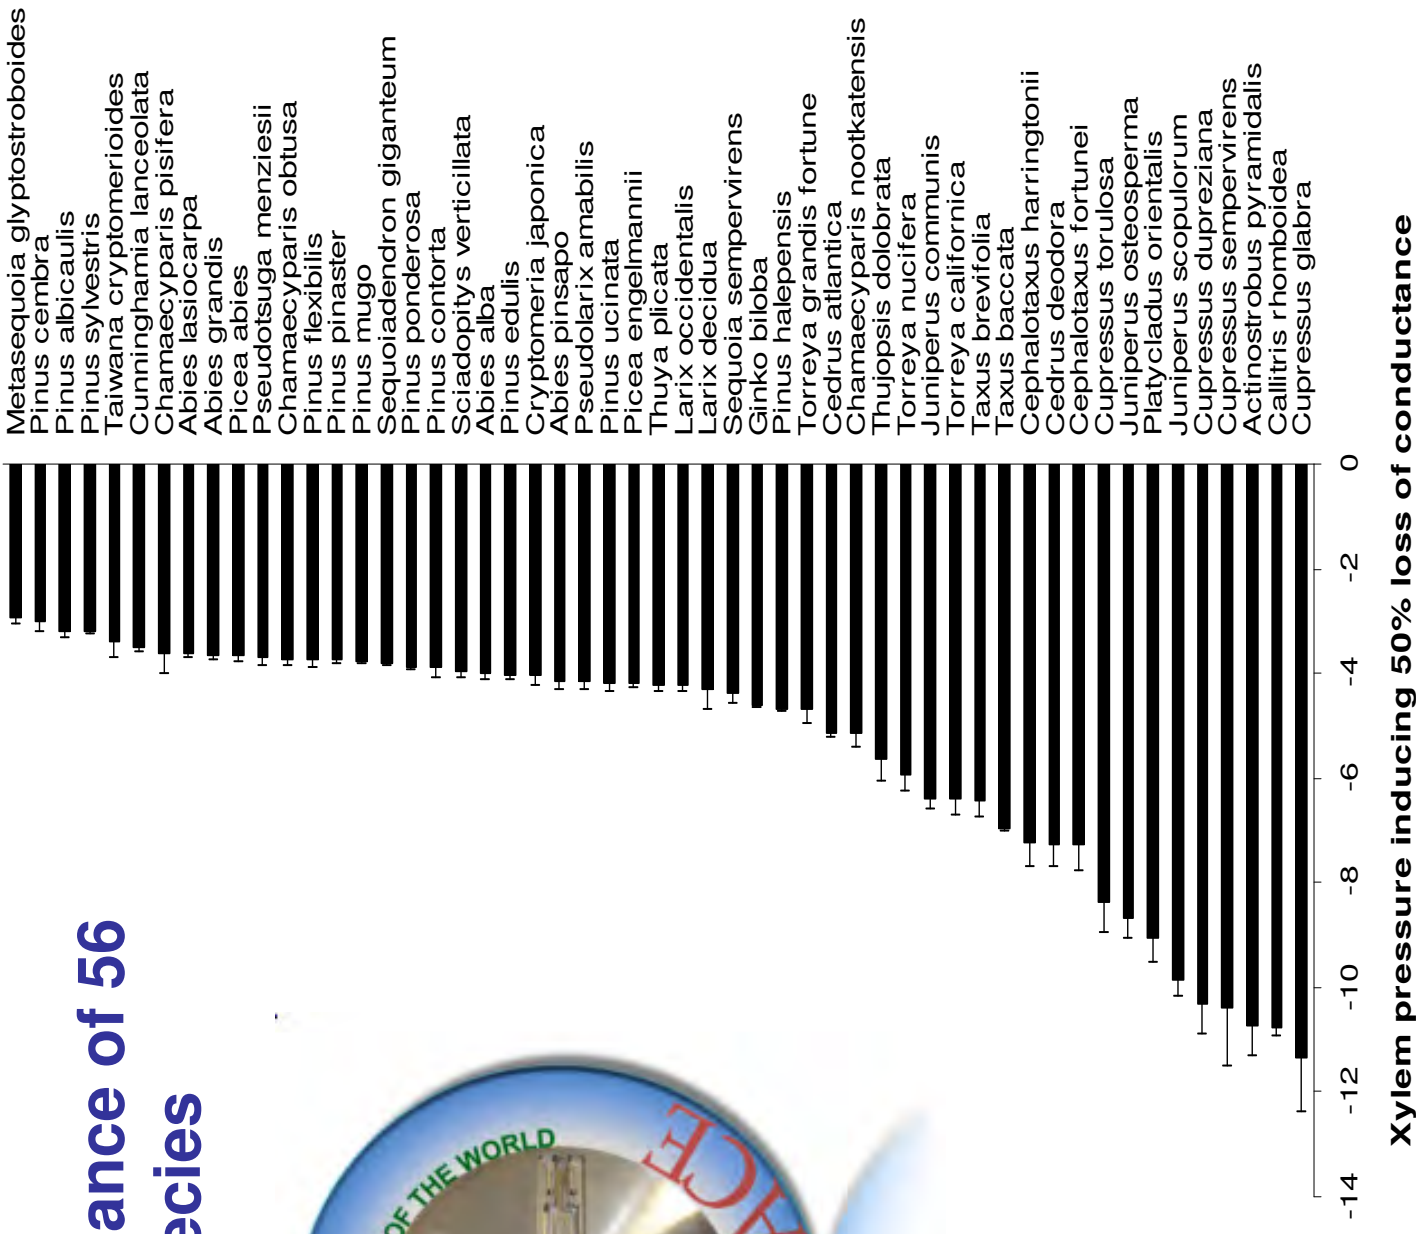 Metasequoia glyptostroboides
Pinus cembra
Pinus albicaulis
Pinus sylvestris
Taiwana cryptomerioides
Cunninghamia lanceolata
Chamaecyparis pisifera
Abies lasiocarpa
Abies grandis
Picea abies
Pseudotsuga menziesii
Chamaecyparis obtusa
Pinus flexibilis
Pinus pinaster
Pinus mugo
Sequoiadendron giganteum
Pinus ponderosa
Pinus contorta
Sciadopitys verticillata
Abies alba
Pinus edulis
Cryptomeria japonica
Abies pinsapo
Pseudolarix amabilis
Pinus ucinata
Picea engelmannii
Thuya plicata
Larix occidentalis
Larix decidua
Sequoia sempervirens
Ginko biloba
Pinus halepensis
Torreya grandis fortune
Cedrus atlantica
Chamaecyparis nootkatensis
Thujopsis dolobrata
Torreya nucifera
Juniperus communis
Torreya californica
Taxus brevifolia
Taxus baccata
Cephalotaxus harringtonii
Cedrus deodora
Cephalotaxus fortunei
Cupressus torulosa
Juniperus osteosperma
Platycladus orientalis
Juniperus scopulorum
Cupressus dupreziana
Cupressus sempervirens
Actinostrobus pyramidalis
Callitris rhomboidea
Cupressus glabra
0
-2
-4
-6
-8
-10
-12
-14
Xylem pressure inducing 50% loss of conductance
ance of 56
ecies
OF THE WORLD